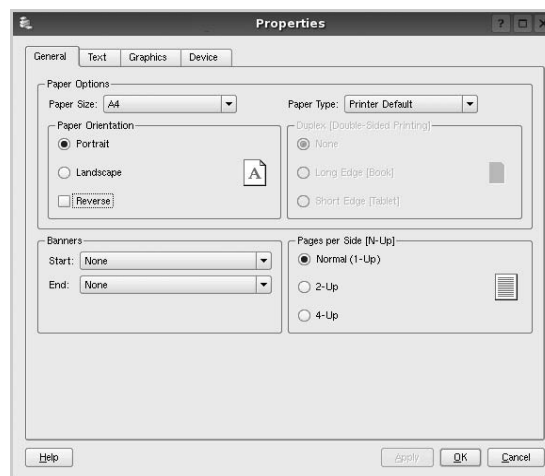 Properties
General Text Graphics Device
Paper Options
Paper Size: A4 Paper Type: Printer Default
Paper Orientation Duplex [Double-Sided Printing]
Portrait None
Landscape A Long Edge [Book]
Reverse Short Edge [Tablet]
Banners Pages per Side [N-Up]
Start: None Normal (1-Up)
End: None 2-Up
4-Up
Help Apply OK Cancel